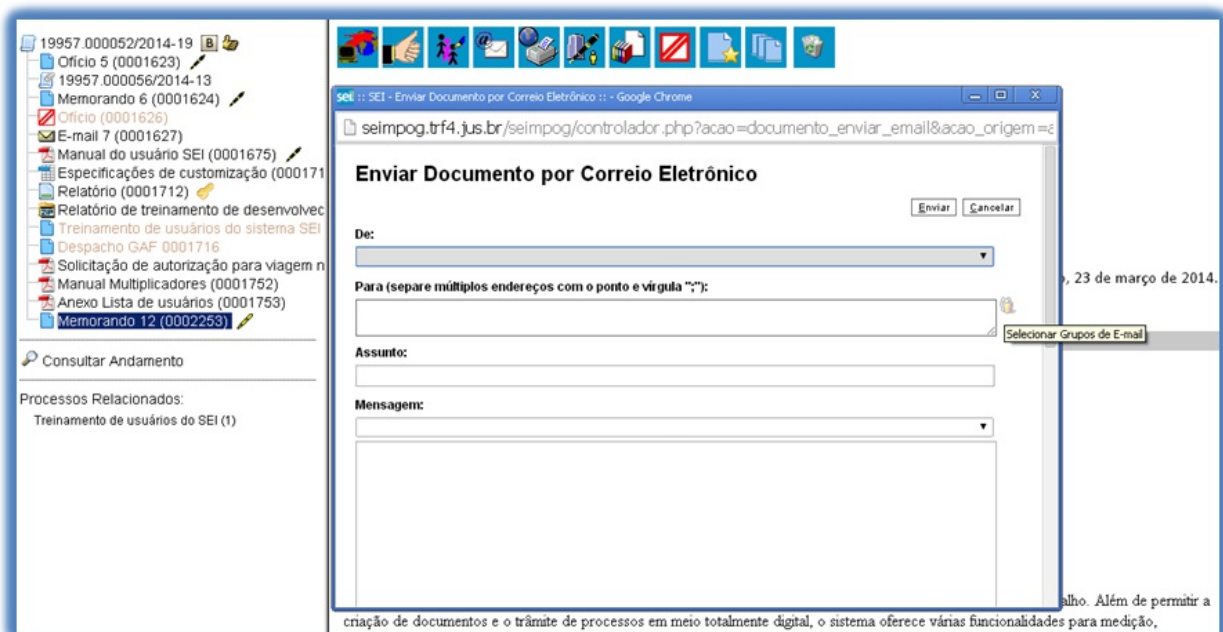 19957.000052/2014-19 B
Ofício 5 (0001623)
19957.000056/2014-13
Memorando 6 (0001624)
Ofício (0001626)
E-mail 7 (0001627)
Manual do usuário SEI (0001675)
Especificações de customização (000171
Relatório (0001712)
Relatório de treinamento de desenvolvec
Treinamento de usuários do sistema SEI
Despacho GAF 0001716
Solicitação de autorização para viagem n
Manual Multiplicadores (0001752)
Anexo Lista de usuários (0001753)
Memorando 12 (0002253)
Consultar Andamento
Processos Relacionados:
Treinamento de usuários do SEI (1)
sei :: SEI - Enviar Documento por Correio Eletrônico :: - Google Chrome
seimpog.trf4.jus.br/seimpog/controlador.php?acao=documento_enviar_email&acao_origem=a
Enviar Documento por Correio Eletrônico
Enviar Cancelar
De:
Para (separe múltiplos endereços com o ponto e vírgula ";"):
Selecionar Grupos de E-mail
Assunto:
Mensagem:
, 23 de março de 2014.
alho. Além de permitir a
criação de documentos e o trâmite de processos em meio totalmente digital, o sistema oferece várias funcionalidades para medição,